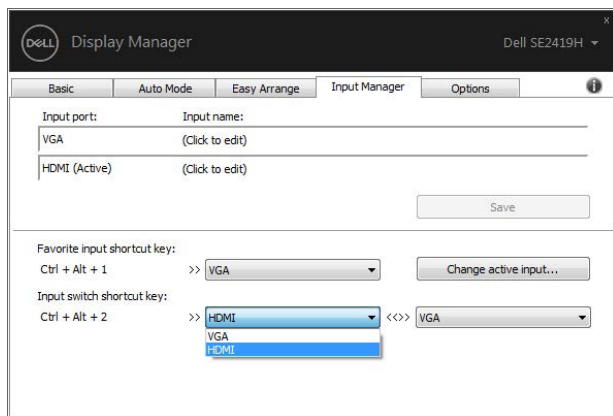 DELL Display Manager Dell SE2419H
x
Basic Auto Mode Easy Arrange Input Manager Options i
Input port: Input name:
VGA (Click to edit)
HDMI (Active) (Click to edit)
Save
Favorite input shortcut key:
Ctrl + Alt + 1 >> VGA Change active input...
Input switch shortcut key:
Ctrl + Alt + 2 >> HDMI <<>> VGA
VGA
HDMI